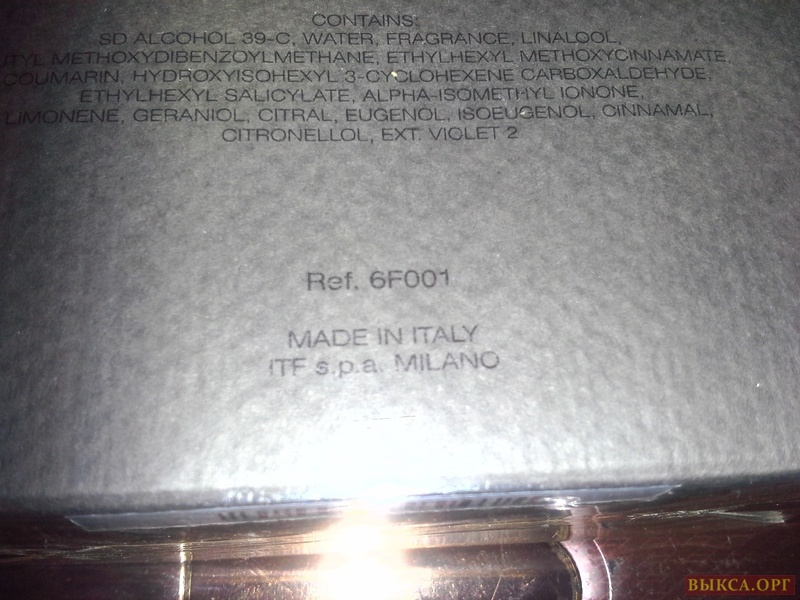 CONTAINS:
SD ALCOHOL 39-C, WATER, FRAGRANCE, LINALOOL,
UTYL METHOXYDIBENZOYLMETHANE, ETHYLHEXYL METHOXYCINNAMATE,
COUMARIN, HYDROXYISOHEXYL 3-CYCLOHEXENE CARBOXALDEHYDE,
ETHYLHEXYL SALICYLATE, ALPHA-ISOMETHYL IONONE,
LIMONENE, GERANIOL, CITRAL, EUGENOL, ISOEUGENOL, CINNAMAL,
CITRONELLOL, EXT. VIOLET 2
Ref. 6F001
MADE IN ITALY
ITF s.p.a. MILANO
ВЫКСА.ОРГ